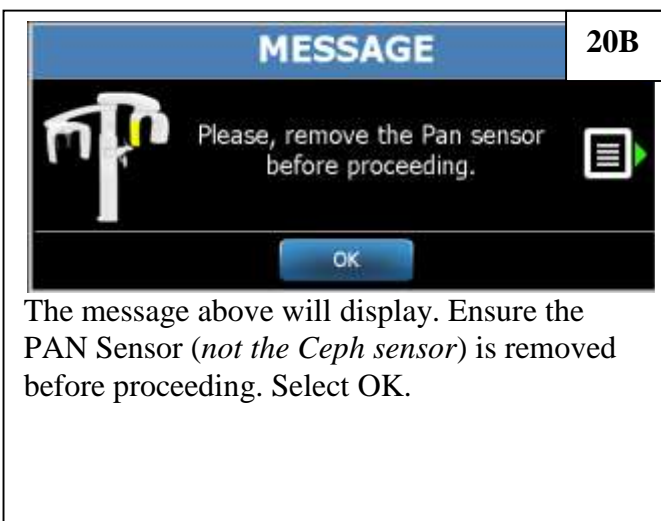 MESSAGE
20B
Please, remove the Pan sensor
before proceeding.
OK
The message above will display. Ensure the
PAN Sensor (not the Ceph sensor) is removed
before proceeding. Select OK.